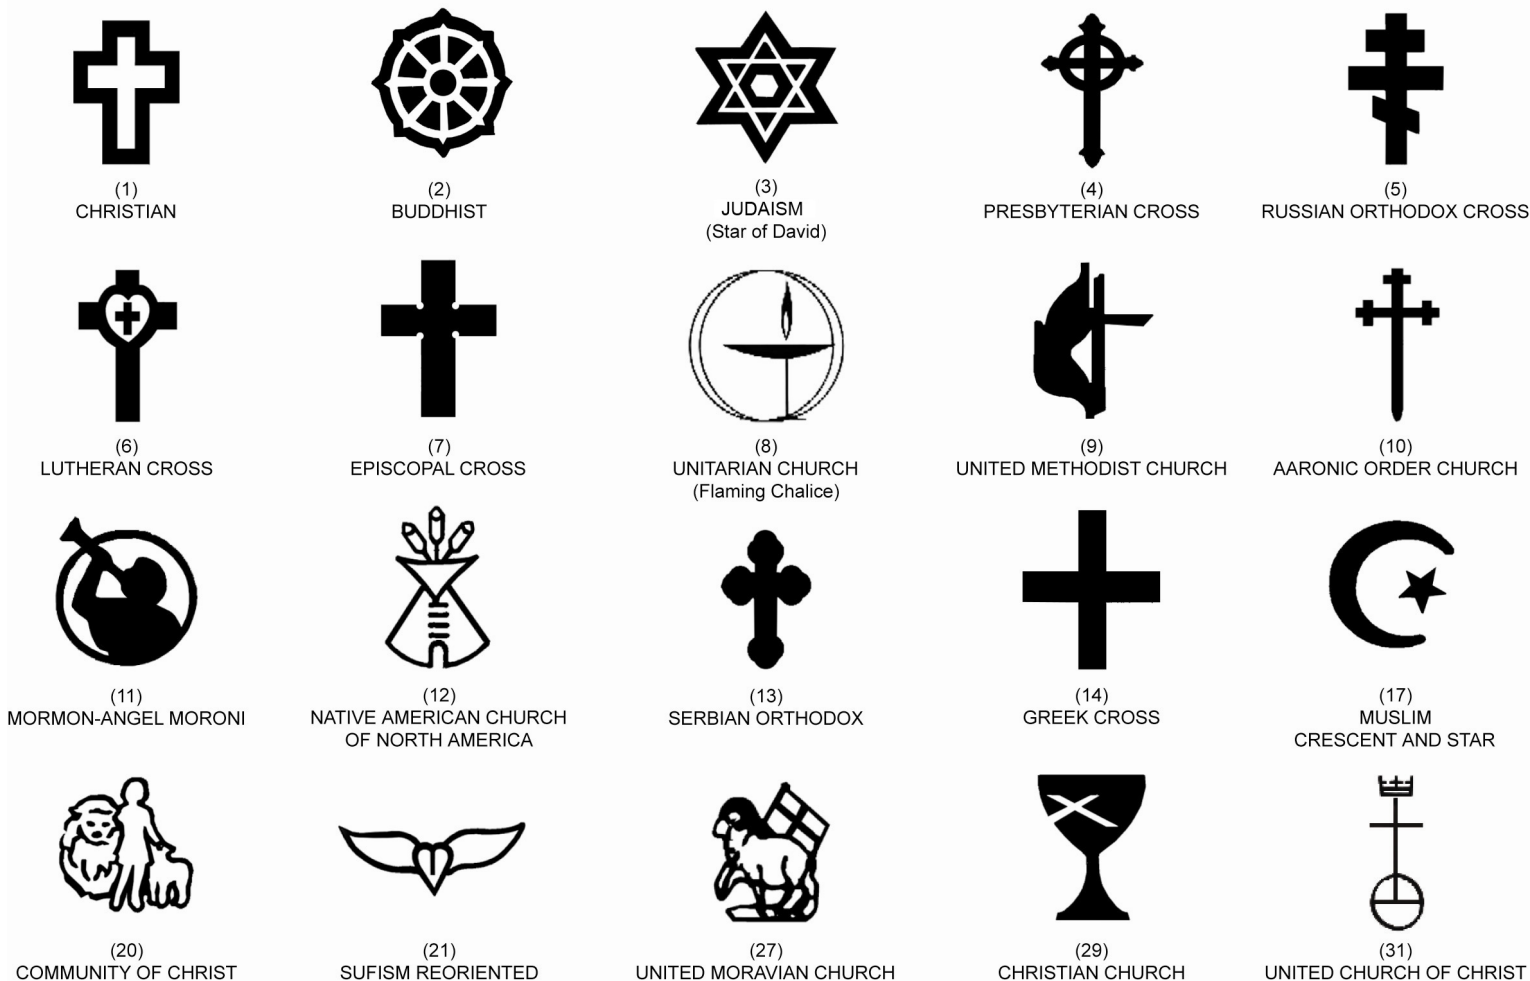 (1)
CHRISTIAN
(2)
BUDDHIST
(3)
JUDAISM
(Star of David)
(4)
PRESBYTERIAN CROSS
(5)
RUSSIAN ORTHODOX CROSS
(6)
LUTHERAN CROSS
(7)
EPISCOPAL CROSS
(8)
UNITARIAN CHURCH
(Flaming Chalice)
(9)
UNITED METHODIST CHURCH
(10)
AARONIC ORDER CHURCH
(11)
MORMON-ANGEL MORONI
(12)
NATIVE AMERICAN CHURCH
OF NORTH AMERICA
(13)
SERBIAN ORTHODOX
(14)
GREEK CROSS
(17)
MUSLIM
CRESCENT AND STAR
(20)
COMMUNITY OF CHRIST
(21)
SUFISM REORIENTED
(27)
UNITED MORAVIAN CHURCH
(29)
CHRISTIAN CHURCH
(31)
UNITED CHURCH OF CHRIST